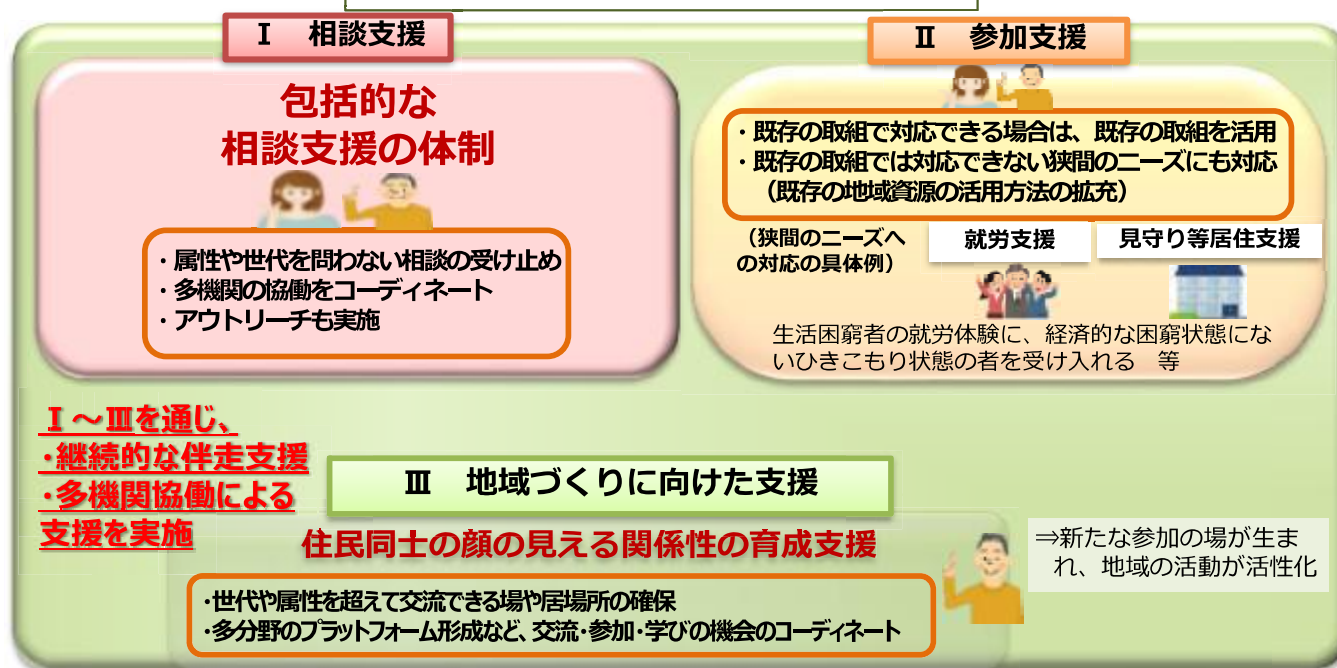 Ⅰ 相談支援
包括的な
相談支援の体制
・属性や世代を問わない相談の受け止め
・多機関の協働をコーディネート
・アウトリーチも実施
Ⅱ 参加支援
・既存の取組で対応できる場合は、既存の取組を活用
・既存の取組では対応できない狭間のニーズにも対応
（既存の地域資源の活用方法の拡充）
（狭間のニーズへ
の対応の具体例）
就労支援
見守り等居住支援
生活困窮者の就労体験に、経済的な困窮状態にな
いひきこもり状態の者を受け入れる 等
Ⅰ～Ⅲを通じ、
・継続的な伴走支援
・多機関協働による
支援を実施
Ⅲ 地域づくりに向けた支援
住民同士の顔の見える関係性の育成支援
・世代や属性を超えて交流できる場や居場所の確保
・多分野のプラットフォーム形成など、交流・参加・学びの機会のコーディネート
⇒新たな参加の場が生ま
れ、地域の活動が活性化